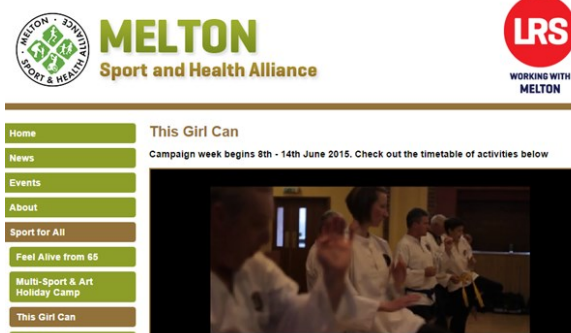 MELTON · SPORT & HEALTH ALLIANCE
MELTON
Sport and Health Alliance
LRS
WORKING WITH
MELTON
Home
News
Events
About
Sport for All
Feel Alive from 65
Multi-Sport & Art
Holiday Camp
This Girl Can
This Girl Can
Campaign week begins 8th - 14th June 2015. Check out the timetable of activities below